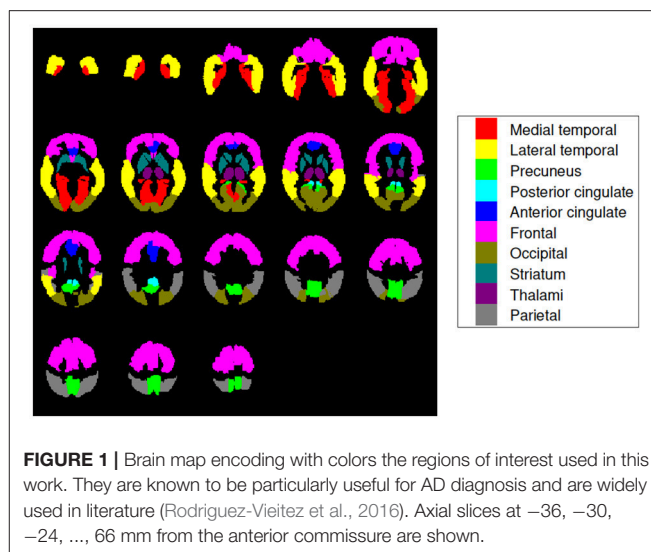 Medial temporal
Lateral temporal
Precuneus
Posterior cingulate
Anterior cingulate
Frontal
Occipital
Striatum
Thalami
Parietal
FIGURE 1 | Brain map encoding with colors the regions of interest used in this
work. They are known to be particularly useful for AD diagnosis and are widely
used in literature (Rodriguez-Vieitez et al., 2016). Axial slices at −36, −30,
−24, ..., 66 mm from the anterior commissure are shown.